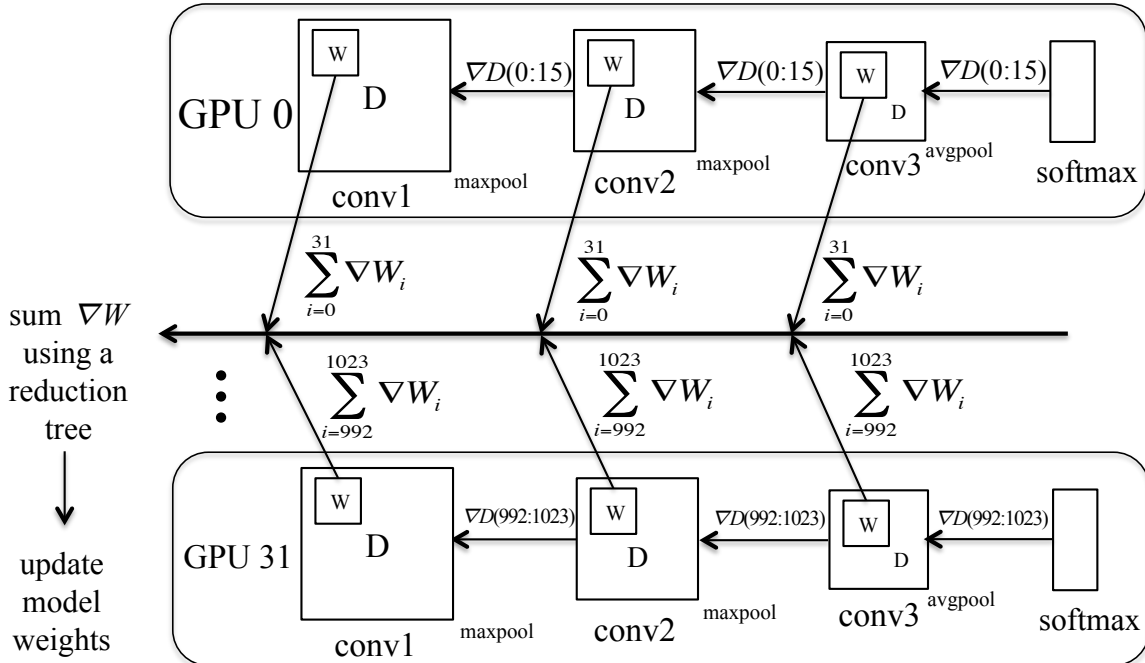 GPU 0
W
D
conv1
maxpool
∇D(0:15)
W
D
conv2
maxpool
∇D(0:15)
W
D
conv3
avgpool
∇D(0:15)
softmax
31
∑ ∇W_i
i=0
31
∑ ∇W_i
i=0
31
∑ ∇W_i
i=0
sum ∇W
using a
reduction
tree
update
model
weights
1023
∑ ∇W_i
i=992
1023
∑ ∇W_i
i=992
1023
∑ ∇W_i
i=992
GPU 31
W
D
conv1
maxpool
∇D(992:1023)
W
D
conv2
maxpool
∇D(992:1023)
W
D
conv3
avgpool
∇D(992:1023)
softmax